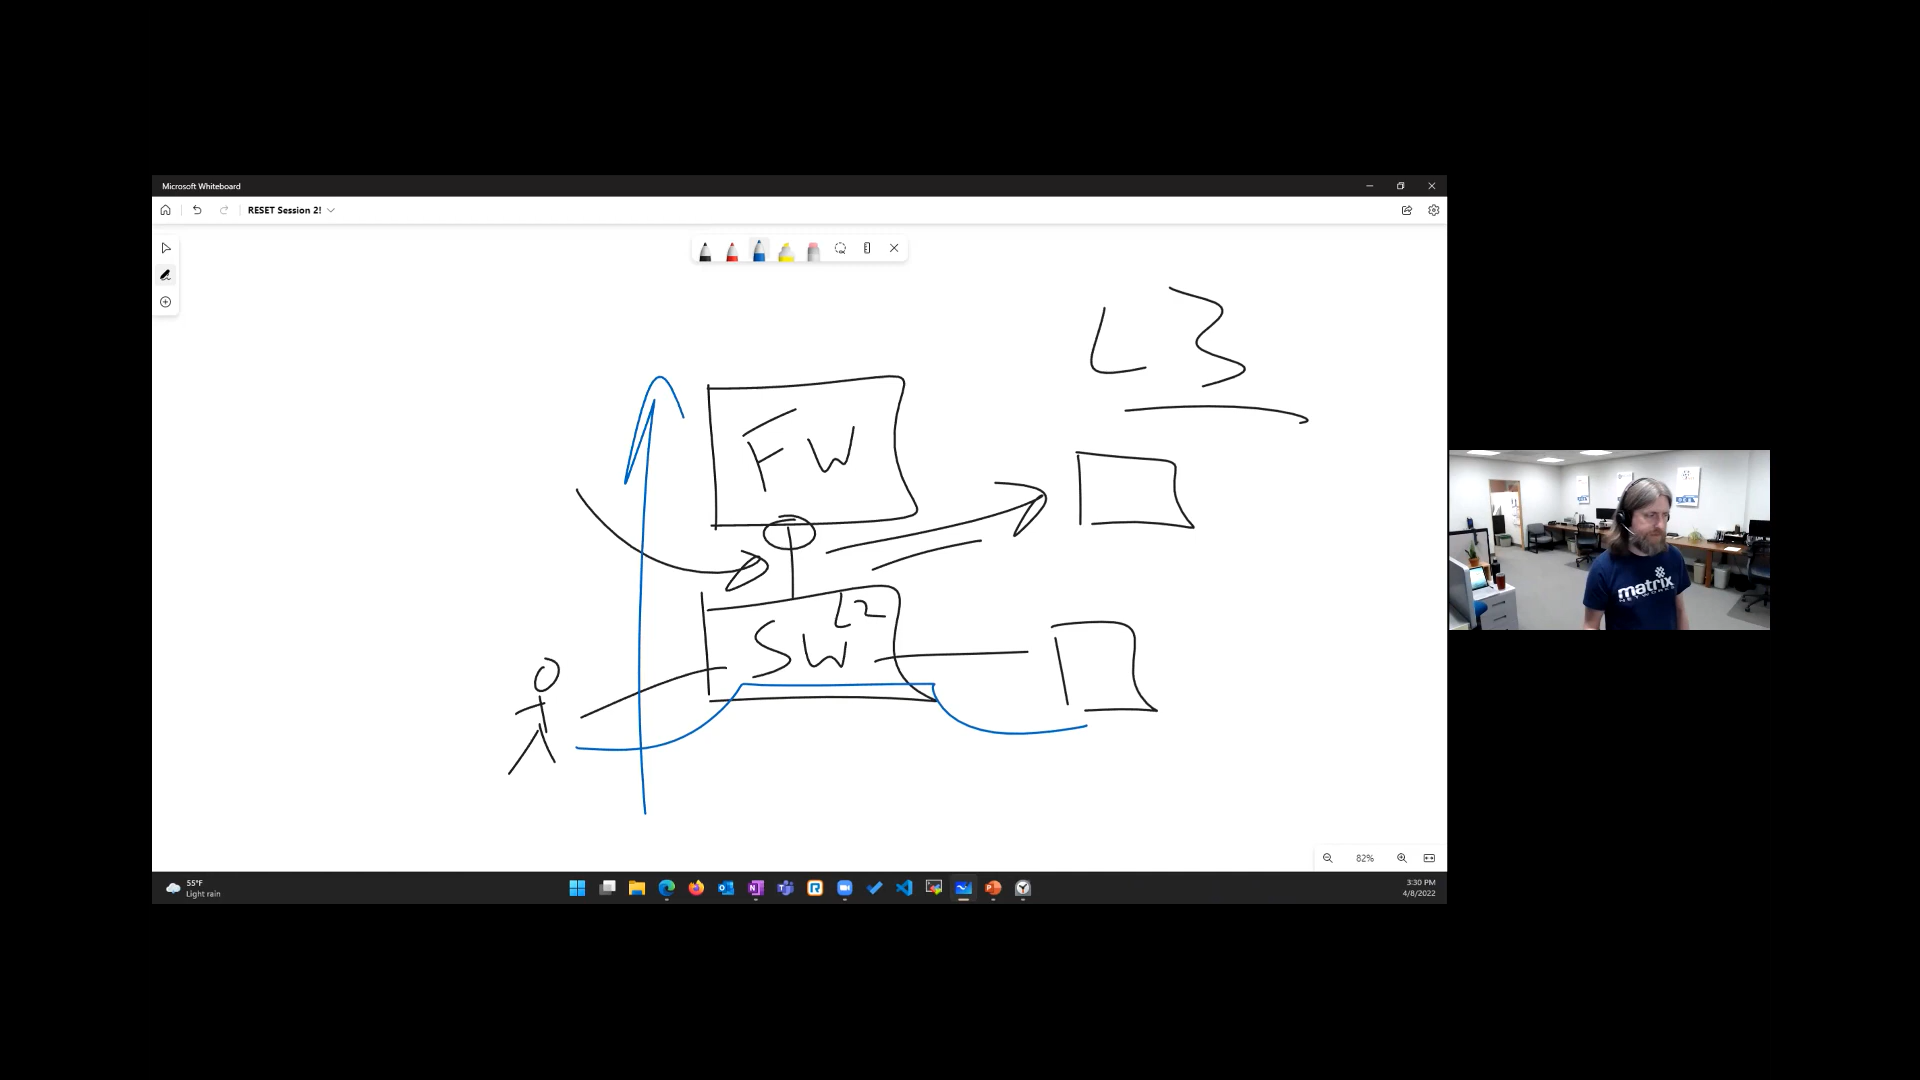 Microsoft Whiteboard
RESET Session 2!
L3
FW
L2
SW
matrix
NETWORKS
82%
55°F
Light rain
3:30 PM
4/8/2022